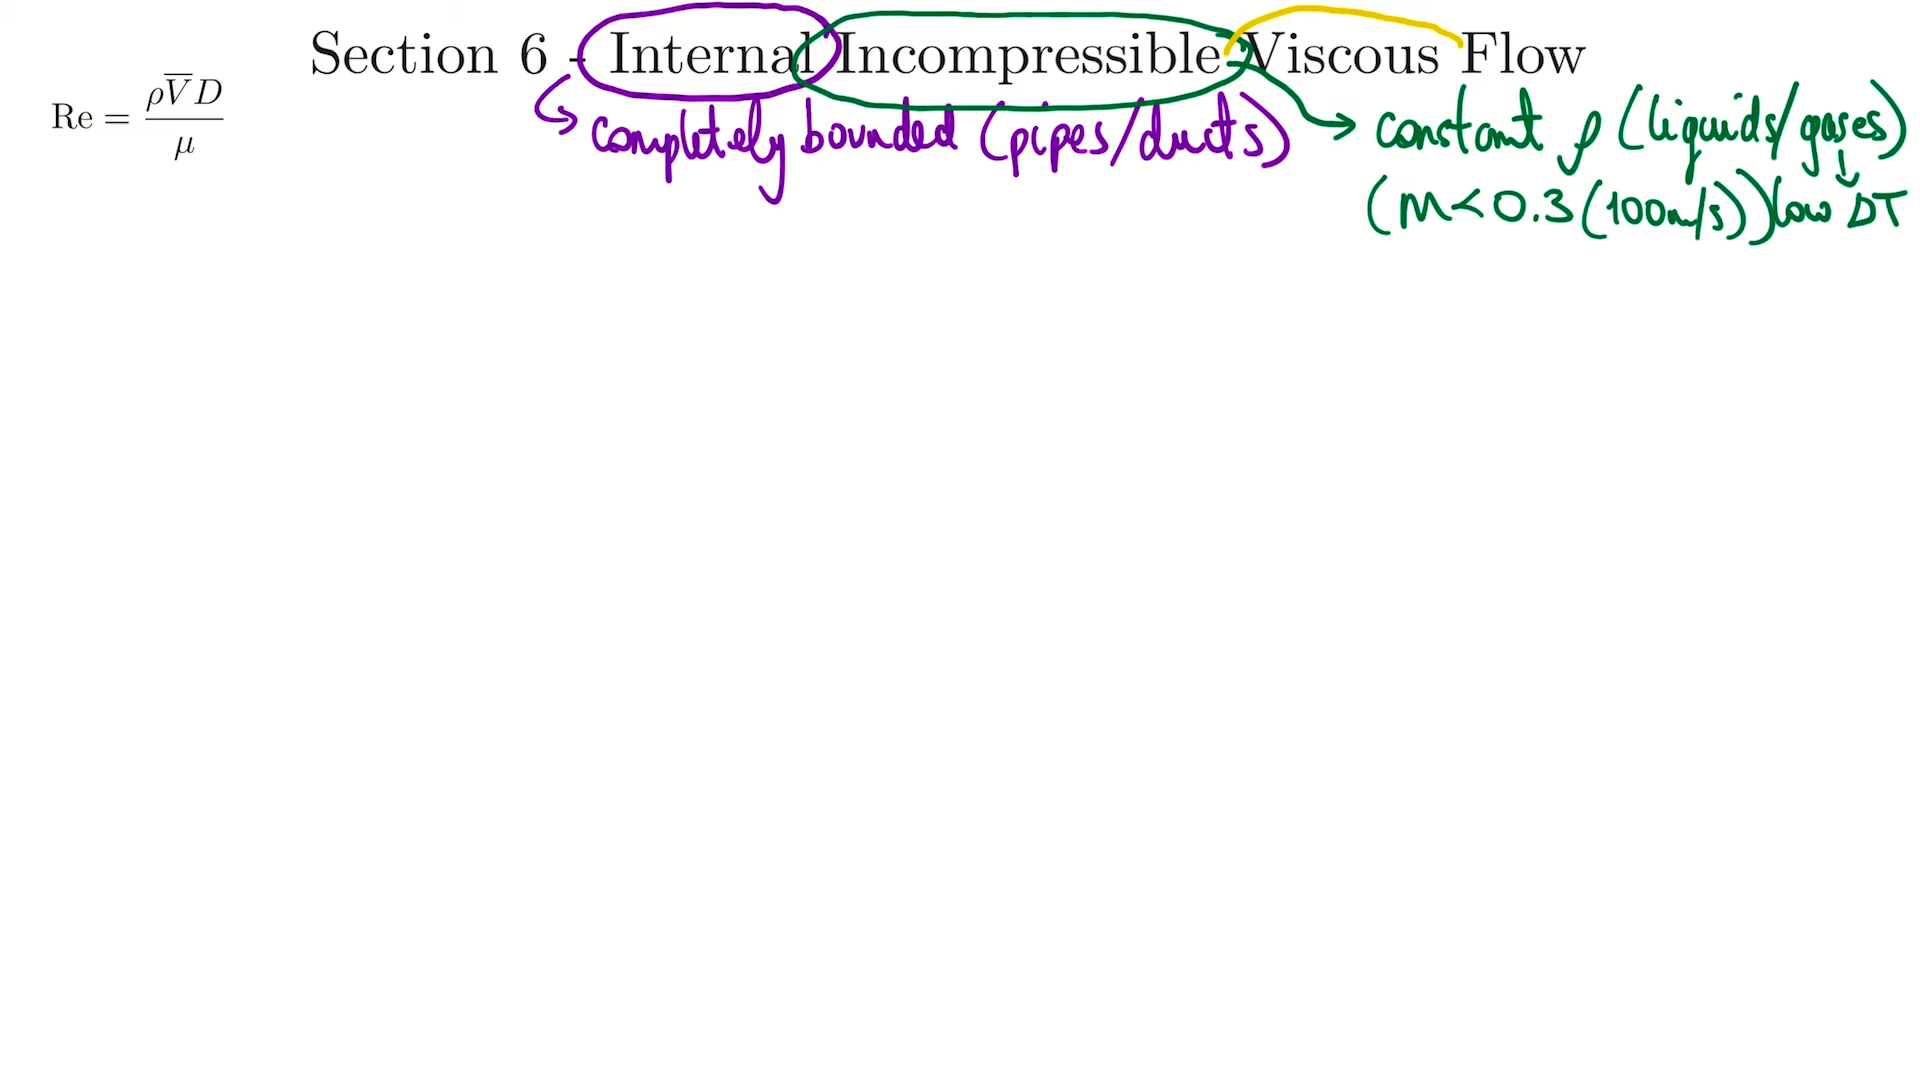 Section 6 - Internal Incompressible Viscous Flow
Re = ρV̅D / μ
completely bounded (pipes/ducts)
constant ρ (liquids/gases)
(M<0.3 (100m/s)) low ΔT